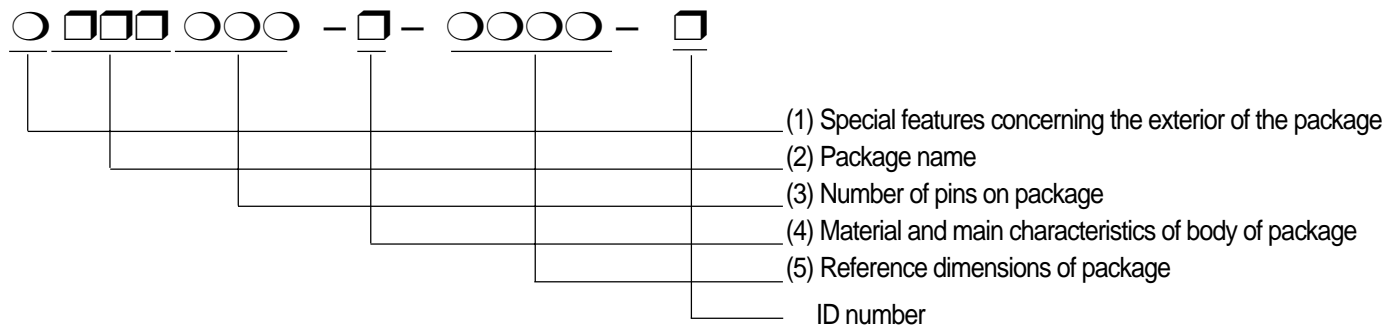 ❍ ❒❒❒ ❍❍❍ – ❒ – ❍❍❍❍ – ❒
(1) Special features concerning the exterior of the package
(2) Package name
(3) Number of pins on package
(4) Material and main characteristics of body of package
(5) Reference dimensions of package
ID number